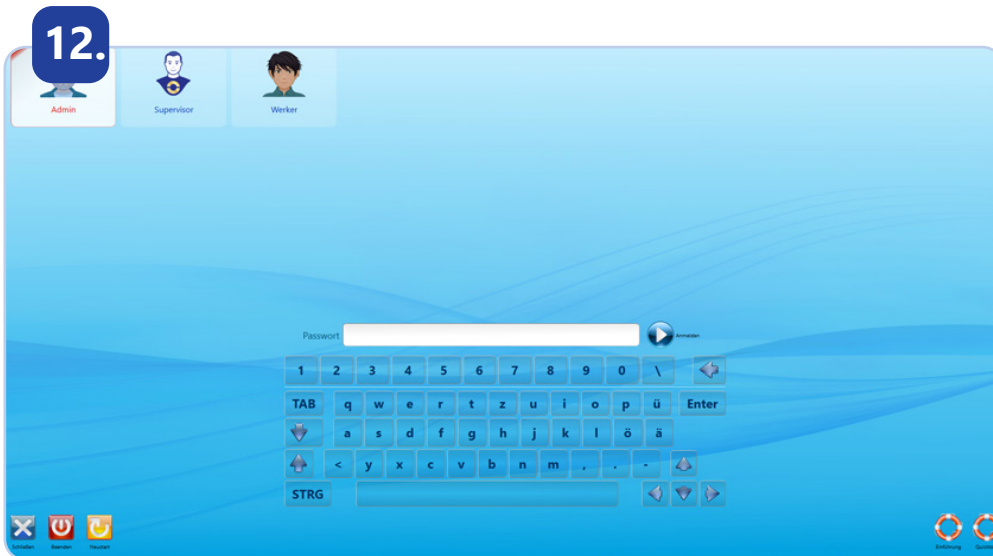 12.
Admin Supervisor Werker
Passwort Anmelden
1 2 3 4 5 6 7 8 9 0 \
TAB q w e r t z u i o p ü Enter
a s d f g h j k l ö ä
< y x c v b n m , . -
STRG
Schließen Beenden Neustart Einführung